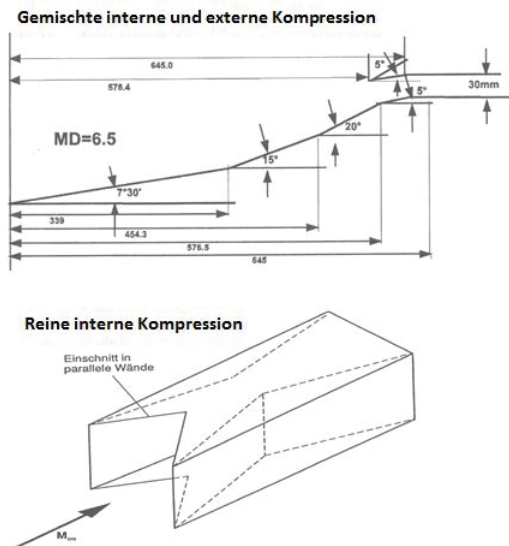 Gemischte interne und externe Kompression
645.0
576.4
5°
5°
30mm
MD=6.5
20°
15°
7°30'
339
454.3
576.5
645
Reine interne Kompression
Einschnitt in
parallele Wände
M∞